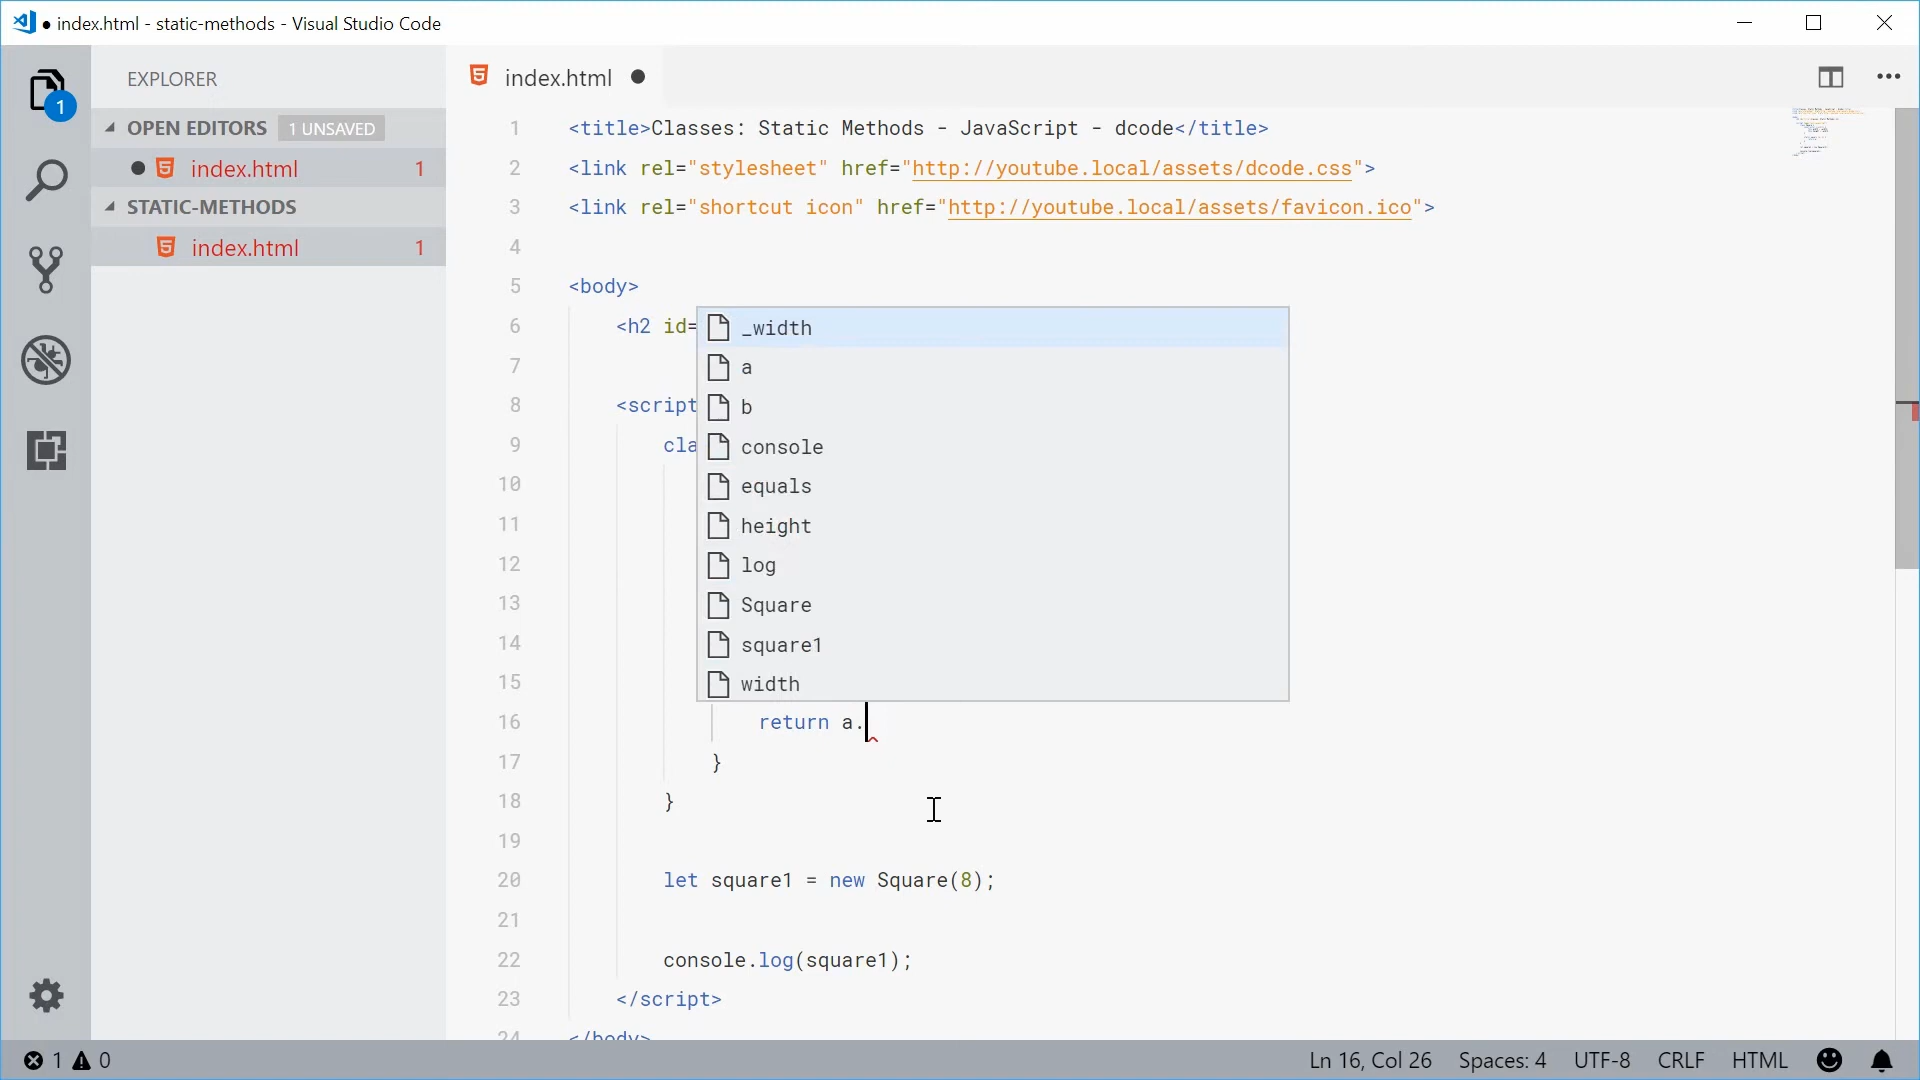 ● index.html - static-methods - Visual Studio Code
EXPLORER
index.html
1
OPEN EDITORS 1 UNSAVED
index.html 1
STATIC-METHODS
index.html 1
1 <title>Classes: Static Methods - JavaScript - dcode</title>
2 <link rel="stylesheet" href="http://youtube.local/assets/dcode.css">
3 <link rel="shortcut icon" href="http://youtube.local/assets/favicon.ico">
4
5 <body>
6 <h2 id=
7
8 <script
9 cla
10
11
12
13
14
15
_width
a
b
console
equals
height
log
Square
square1
width
16 return a.
17 }
18 }
19
20 let square1 = new Square(8);
21
22 console.log(square1);
23 </script>
24 </body>
1 0 Ln 16, Col 26 Spaces: 4 UTF-8 CRLF HTML